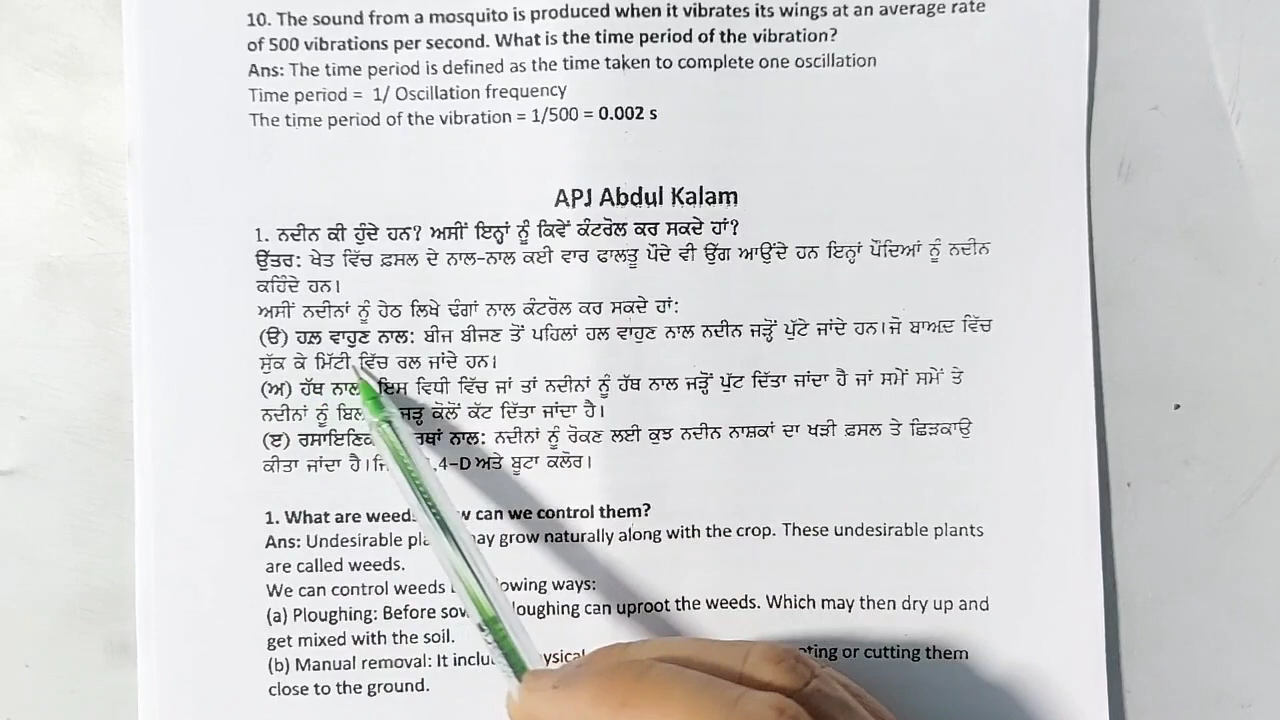 10. The sound from a mosquito is produced when it vibrates its wings at an average rate
of 500 vibrations per second. What is the time period of the vibration?
Ans: The time period is defined as the time taken to complete one oscillation
Time period = 1/ Oscillation frequency
The time period of the vibration = 1/500 = 0.002 s
APJ Abdul Kalam
1. ਨਦੀਨ ਕੀ ਹੁੰਦੇ ਹਨ? ਅਸੀਂ ਇਨ੍ਹਾਂ ਨੂੰ ਕਿਵੇਂ ਕੰਟਰੋਲ ਕਰ ਸਕਦੇ ਹਾਂ?
ਉੱਤਰ: ਖੇਤ ਵਿੱਚ ਫ਼ਸਲ ਦੇ ਨਾਲ-ਨਾਲ ਕਈ ਵਾਰ ਫਾਲਤੂ ਪੌਦੇ ਵੀ ਉੱਗ ਆਉਂਦੇ ਹਨ ਇਨ੍ਹਾਂ ਪੌਦਿਆਂ ਨੂੰ ਨਦੀਨ
ਕਹਿੰਦੇ ਹਨ।
ਅਸੀਂ ਨਦੀਨਾਂ ਨੂੰ ਹੇਠ ਲਿਖੇ ਢੰਗਾਂ ਨਾਲ ਕੰਟਰੋਲ ਕਰ ਸਕਦੇ ਹਾਂ:
(ੳ) ਹਲ਼ ਵਾਹੁਣ ਨਾਲ: ਬੀਜ ਬੀਜਣ ਤੋਂ ਪਹਿਲਾਂ ਹਲ ਵਾਹੁਣ ਨਾਲ ਨਦੀਨ ਜੜ੍ਹੋਂ ਪੁੱਟੇ ਜਾਂਦੇ ਹਨ। ਜੋ ਬਾਅਦ ਵਿੱਚ
ਸੁੱਕ ਕੇ ਮਿੱਟੀ ਵਿੱਚ ਰਲ ਜਾਂਦੇ ਹਨ।
(ਅ) ਹੱਥ ਨਾਲ ਇਸ ਵਿਧੀ ਵਿੱਚ ਜਾਂ ਤਾਂ ਨਦੀਨਾਂ ਨੂੰ ਹੱਥ ਨਾਲ ਜੜ੍ਹੋਂ ਪੁੱਟ ਦਿੱਤਾ ਜਾਂਦਾ ਹੈ ਜਾਂ ਸਮੇਂ ਸਮੇਂ ਤੇ
ਨਦੀਨਾਂ ਨੂੰ ਜੜ੍ਹ ਕੋਲੋਂ ਕੱਟ ਦਿੱਤਾ ਜਾਂਦਾ ਹੈ।
(ੲ) ਨਾਲ: ਨਦੀਨਾਂ ਨੂੰ ਰੋਕਣ ਲਈ ਕੁਝ ਨਦੀਨ ਨਾਸ਼ਕਾਂ ਦਾ ਖੜੀ ਫ਼ਸਲ ਤੇ ਛਿੜਕਾਉ
ਕੀਤਾ ਜਾਂਦਾ ਹੈ। ,4-D ਅਤੇ ਬੂਟਾ ਕਲੋਰ।
1. What are can we control them?
Ans: Undesirable may grow naturally along with the crop. These undesirable plants
are called weeds.
We can control weeds ways:
(a) Ploughing: Before can uproot the weeds. Which may then dry up and
get mixed with the soil.
(b) Manual removal: It or cutting them
close to the ground.